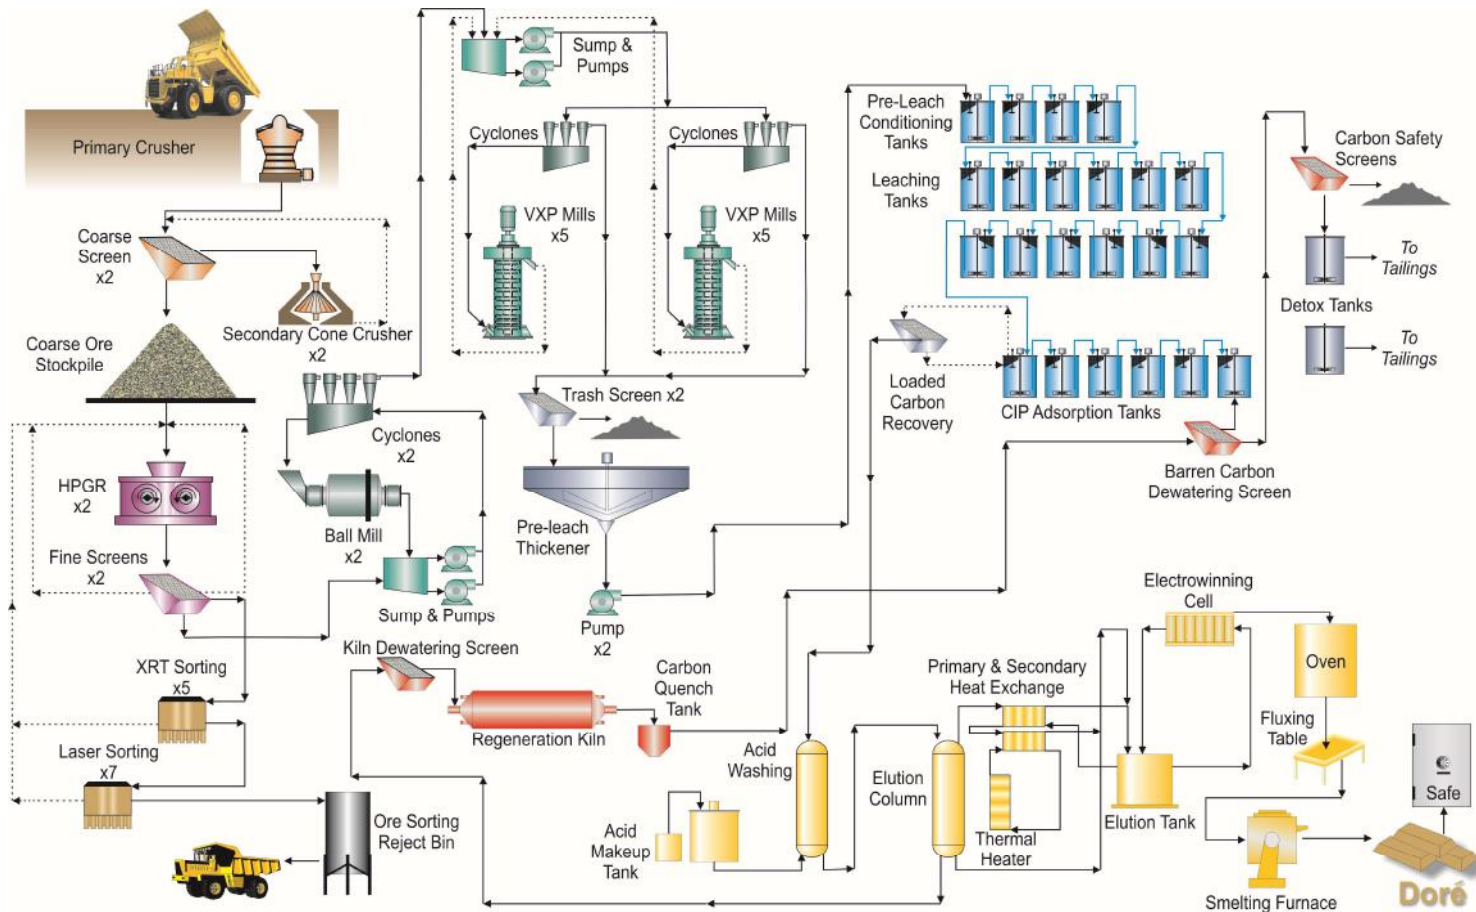 Primary Crusher
Coarse
Screen
x2
Secondary Cone Crusher
x2
Coarse Ore
Stockpile
HPGR
x2
Fine Screens
x2
XRT Sorting
x5
Laser Sorting
x7
Ore Sorting
Reject Bin
Cyclones
x2
Ball Mill
x2
Sump & Pumps
Sump &
Pumps
Cyclones
Cyclones
VXP Mills
x5
VXP Mills
x5
Trash Screen x2
Pre-leach
Thickener
Pump
x2
Pre-Leach
Conditioning
Tanks
Leaching
Tanks
Loaded
Carbon
Recovery
CIP Adsorption Tanks
Barren Carbon
Dewatering Screen
Carbon Safety
Screens
To
Tailings
Detox Tanks
To
Tailings
Kiln Dewatering Screen
Regeneration Kiln
Carbon
Quench
Tank
Acid
Makeup
Tank
Acid
Washing
Elution
Column
Primary & Secondary
Heat Exchange
Thermal
Heater
Elution Tank
Electrowinning
Cell
Oven
Fluxing
Table
Smelting Furnace
Safe
Doré